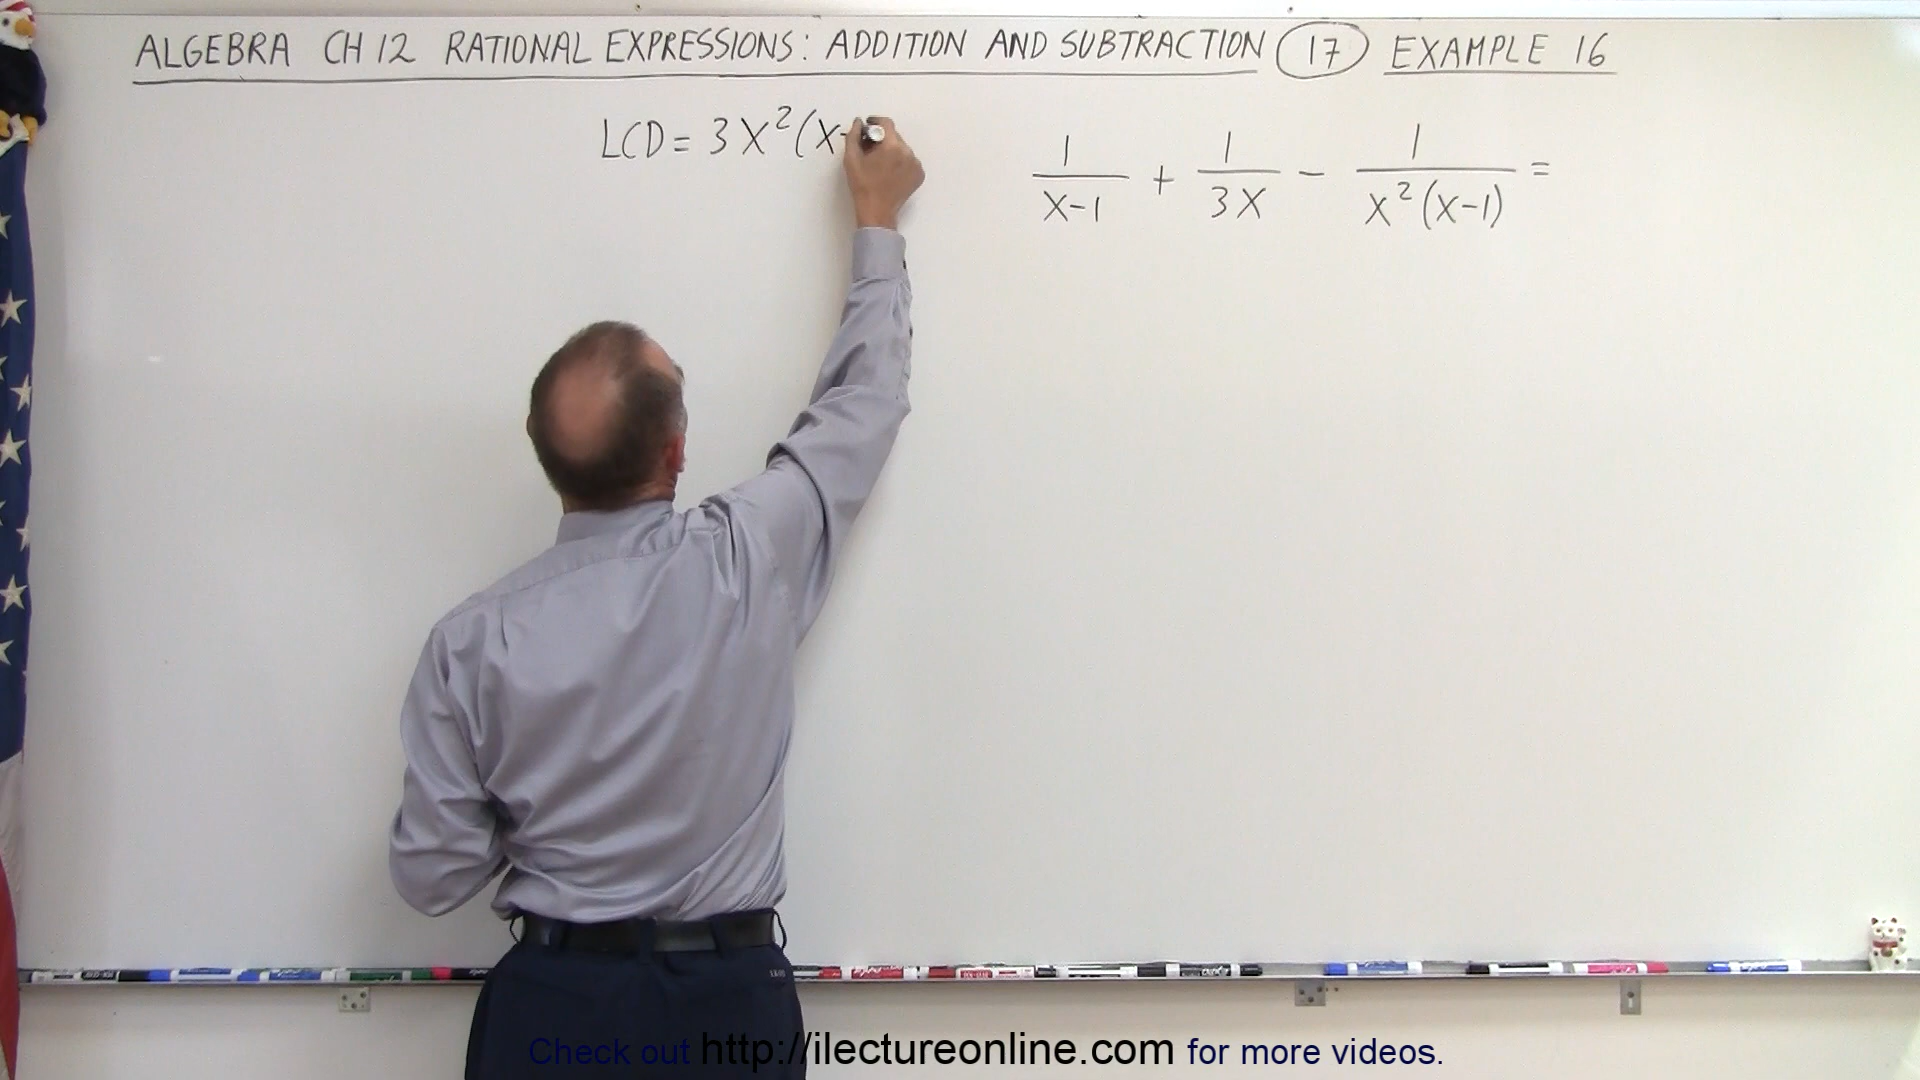 ALGEBRA CH 12 RATIONAL EXPRESSIONS: ADDITION AND SUBTRACTION 17 EXAMPLE 16
LCD = 3X²(X-
1/(X-1) + 1/(3X) - 1/(X²(X-1)) =
Check out http://ilectureonline.com for more videos.